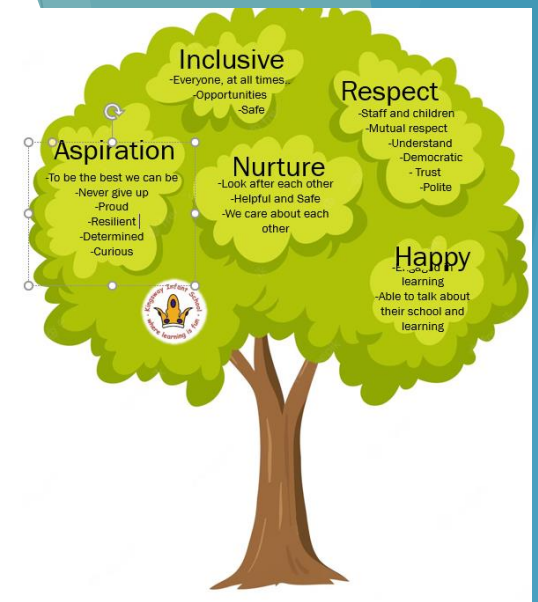 Inclusive
-Everyone, at all times..
-Opportunities
-Safe
Respect
-Staff and children
-Mutual respect
-Understand
-Democratic
- Trust
-Polite
Aspiration
-To be the best we can be
-Never give up
-Proud
-Resilient
-Determined
-Curious
Nurture
-Look after each other
-Helpful and Safe
-We care about each
other
Happy
-Engaged in
learning
-Able to talk about
their school and
learning
Kingsway Infant School
where learning is fun